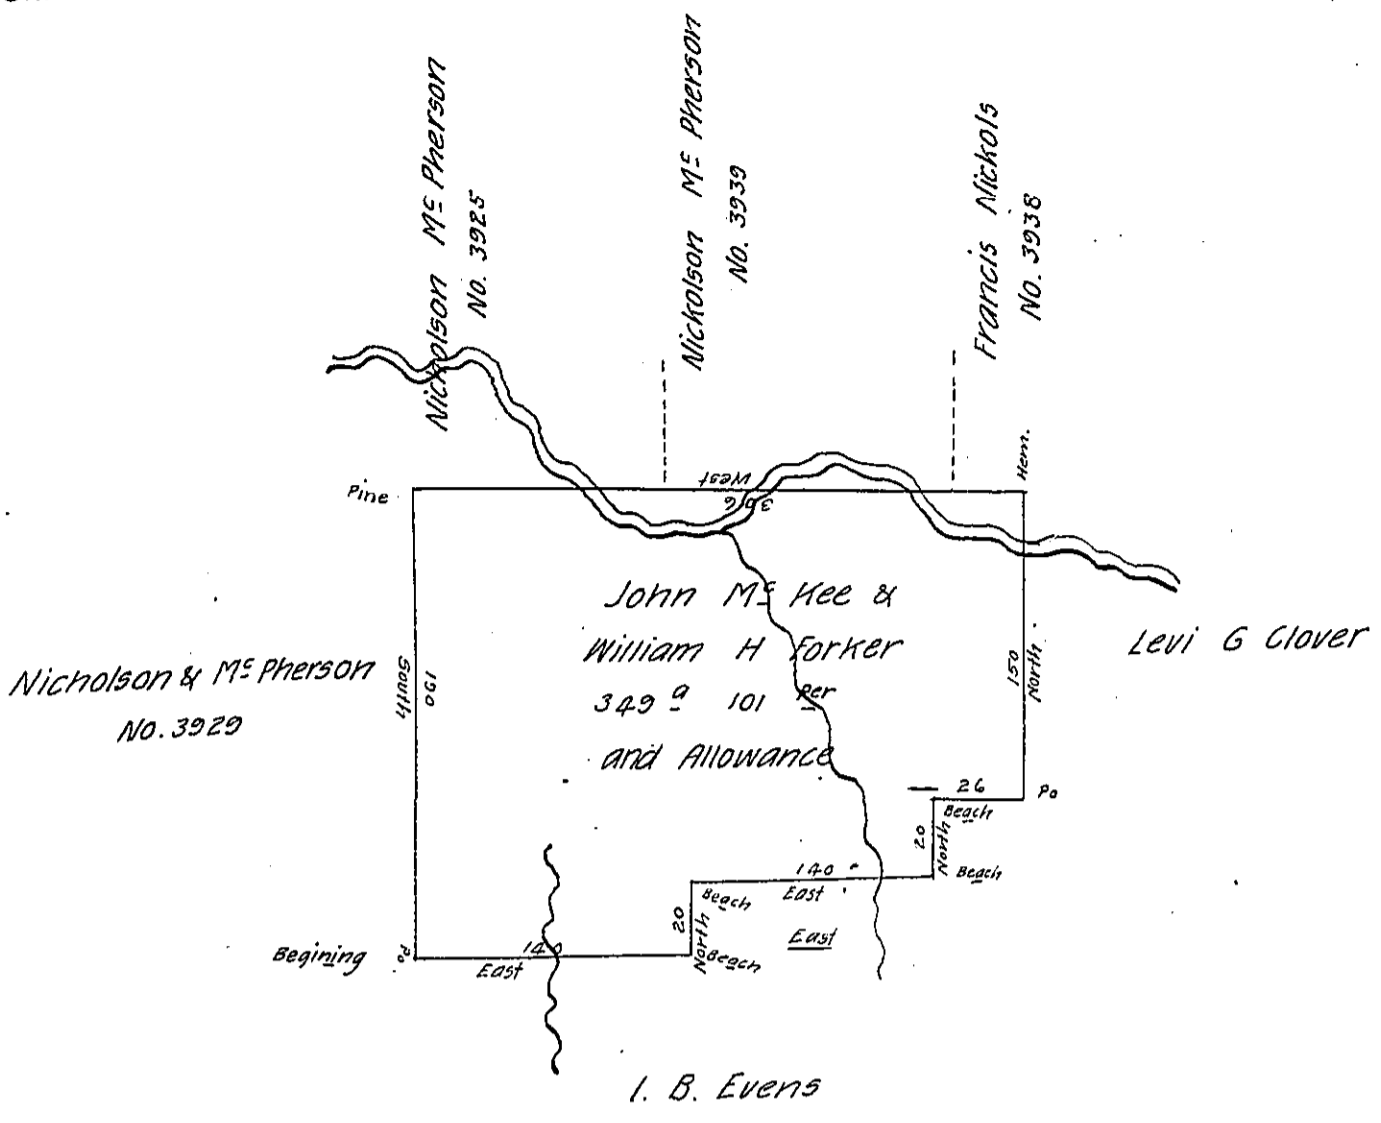 Nicholson Mc Pherson
No. 3925
Nickolson Mc Pherson
No. 3939
Francis Nickols
No. 3938
Pine
West
306
Hem.
John Mc Kee &
William H Forker
349 a 101 Per
and Allowance
Nicholson & Mc Pherson
No. 3929
South
190
150
North
Levi G Clover
26
Po
Beach
20
North
Beach
140
East
Beach
20
North
Beach
East
Begining
Po
140
East
I. B. Evens